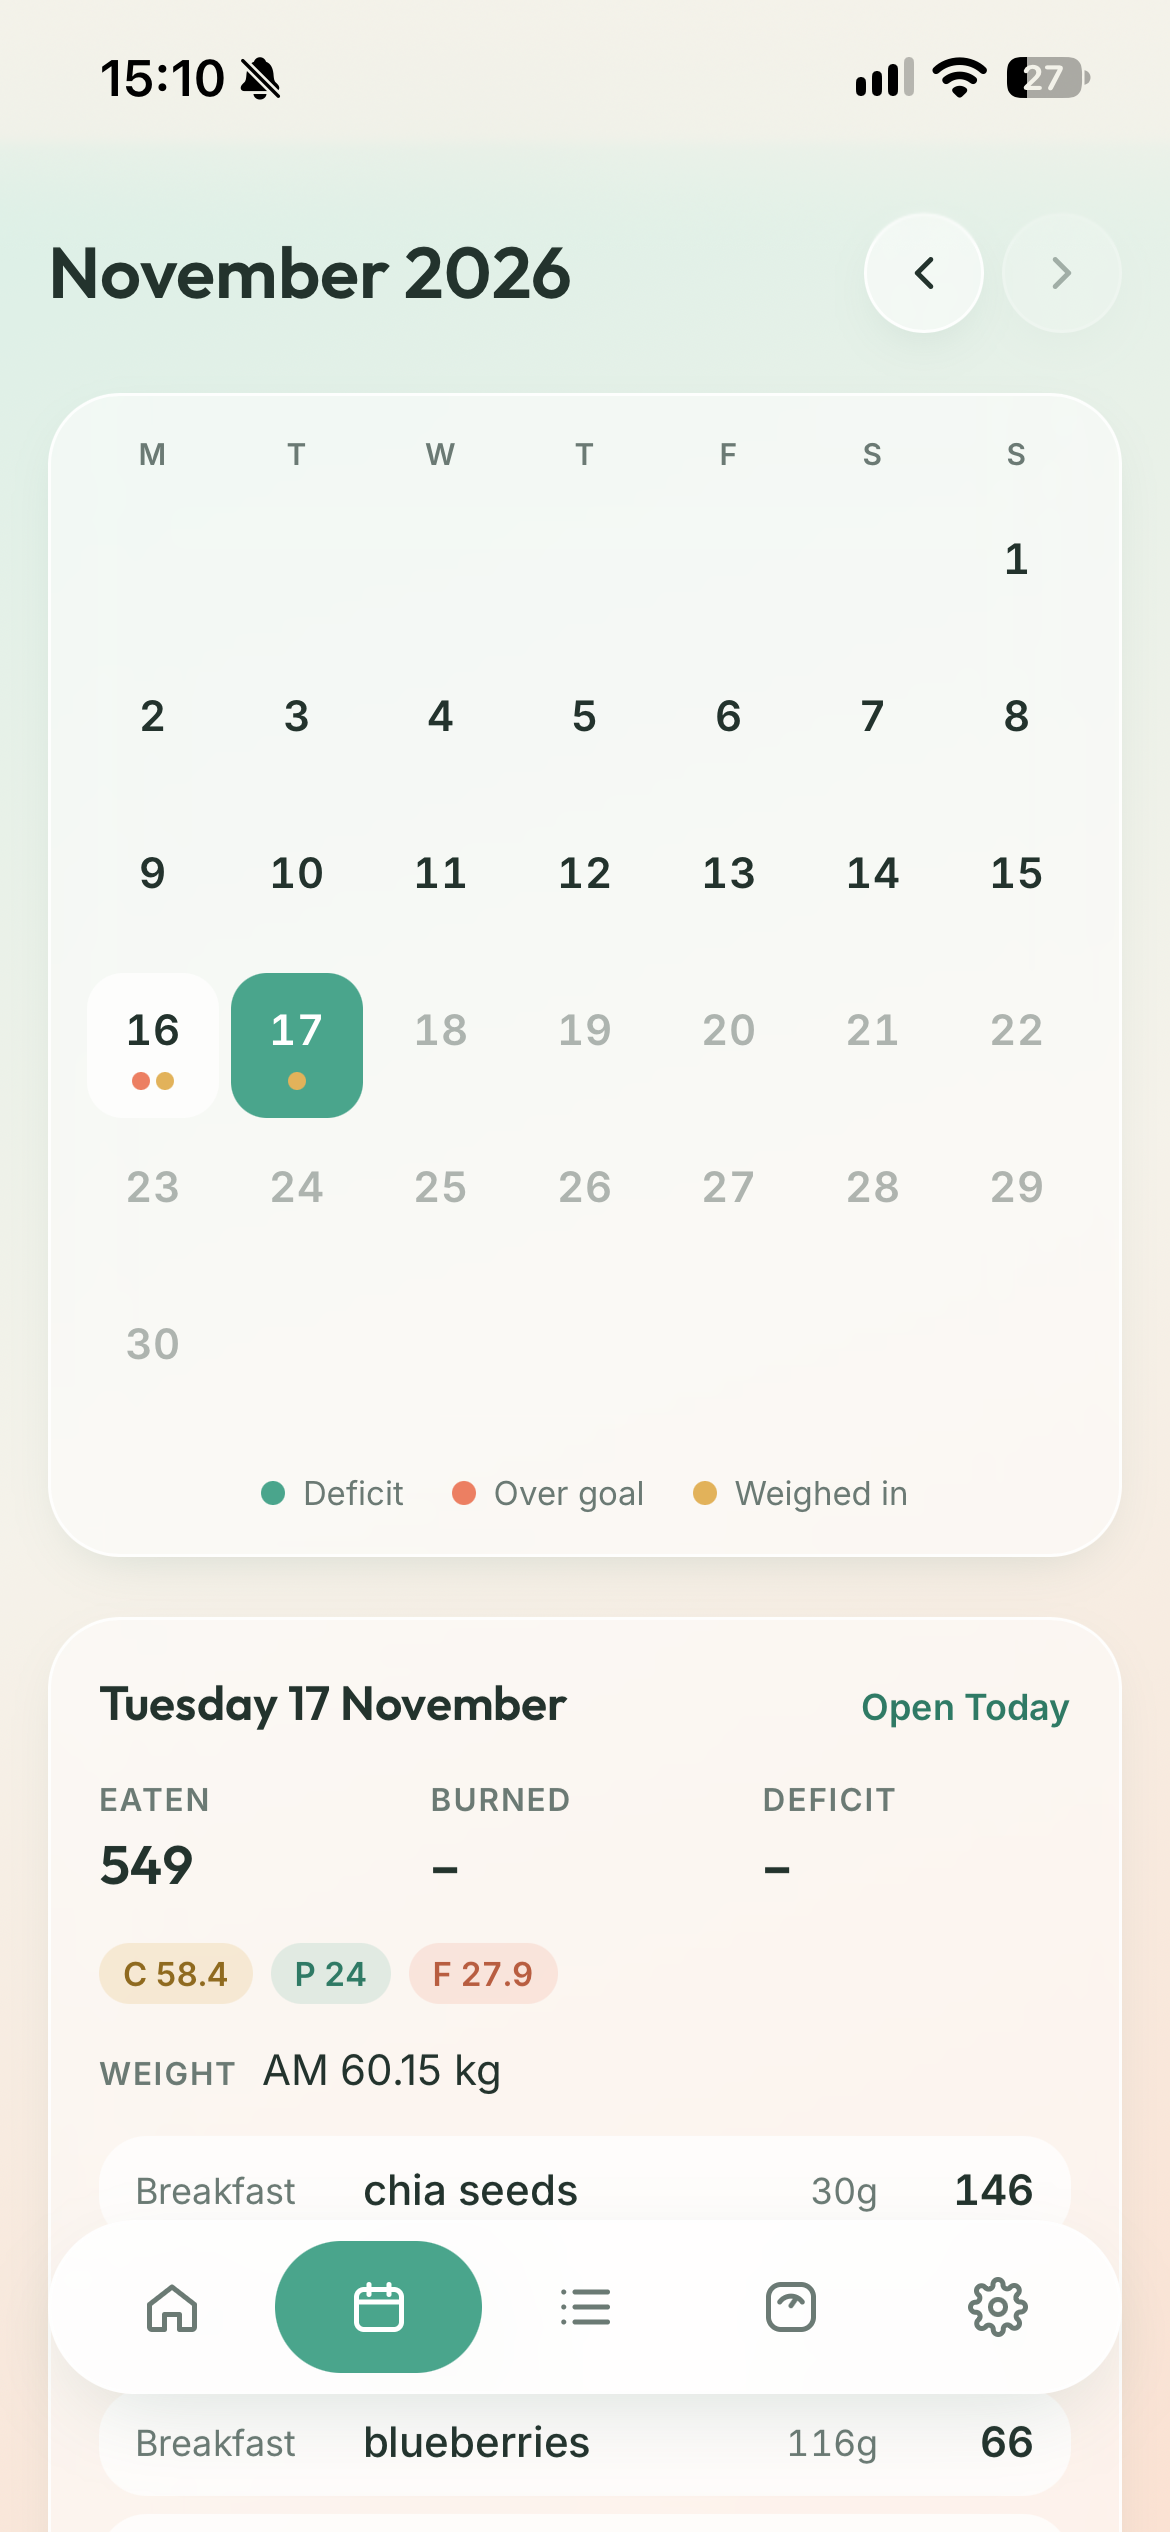 15:10 27
November 2026
M T W T F S S
1
2 3 4 5 6 7 8
9 10 11 12 13 14 15
16 17 18 19 20 21 22
23 24 25 26 27 28 29
30
Deficit Over goal Weighed in
Tuesday 17 November Open Today
EATEN BURNED DEFICIT
549 – –
C 58.4 P 24 F 27.9
WEIGHT AM 60.15 kg
Breakfast chia seeds 30g 146
Breakfast blueberries 116g 66